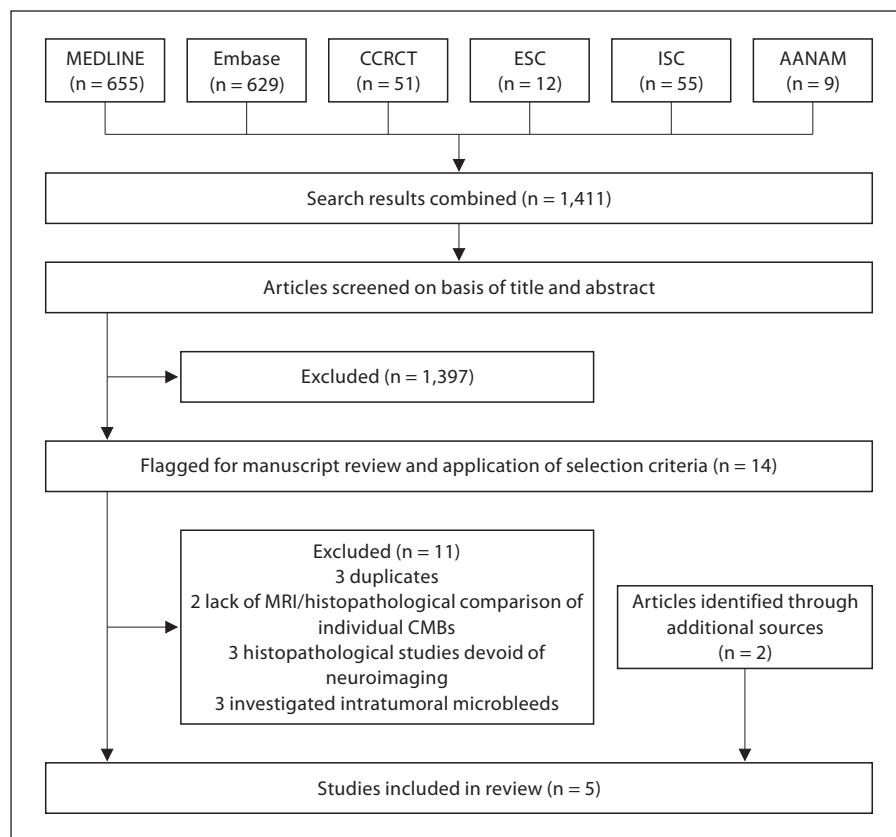 MEDLINE
(n = 655)
Embase
(n = 629)
CCRCT
(n = 51)
ESC
(n = 12)
ISC
(n = 55)
AANAM
(n = 9)
Search results combined (n = 1,411)
Articles screened on basis of title and abstract
Excluded (n = 1,397)
Flagged for manuscript review and application of selection criteria (n = 14)
Excluded (n = 11)
3 duplicates
2 lack of MRI/histopathological comparison of
individual CMBs
3 histopathological studies devoid of
neuroimaging
3 investigated intratumoral microbleeds
Articles identified through
additional sources
(n = 2)
Studies included in review (n = 5)